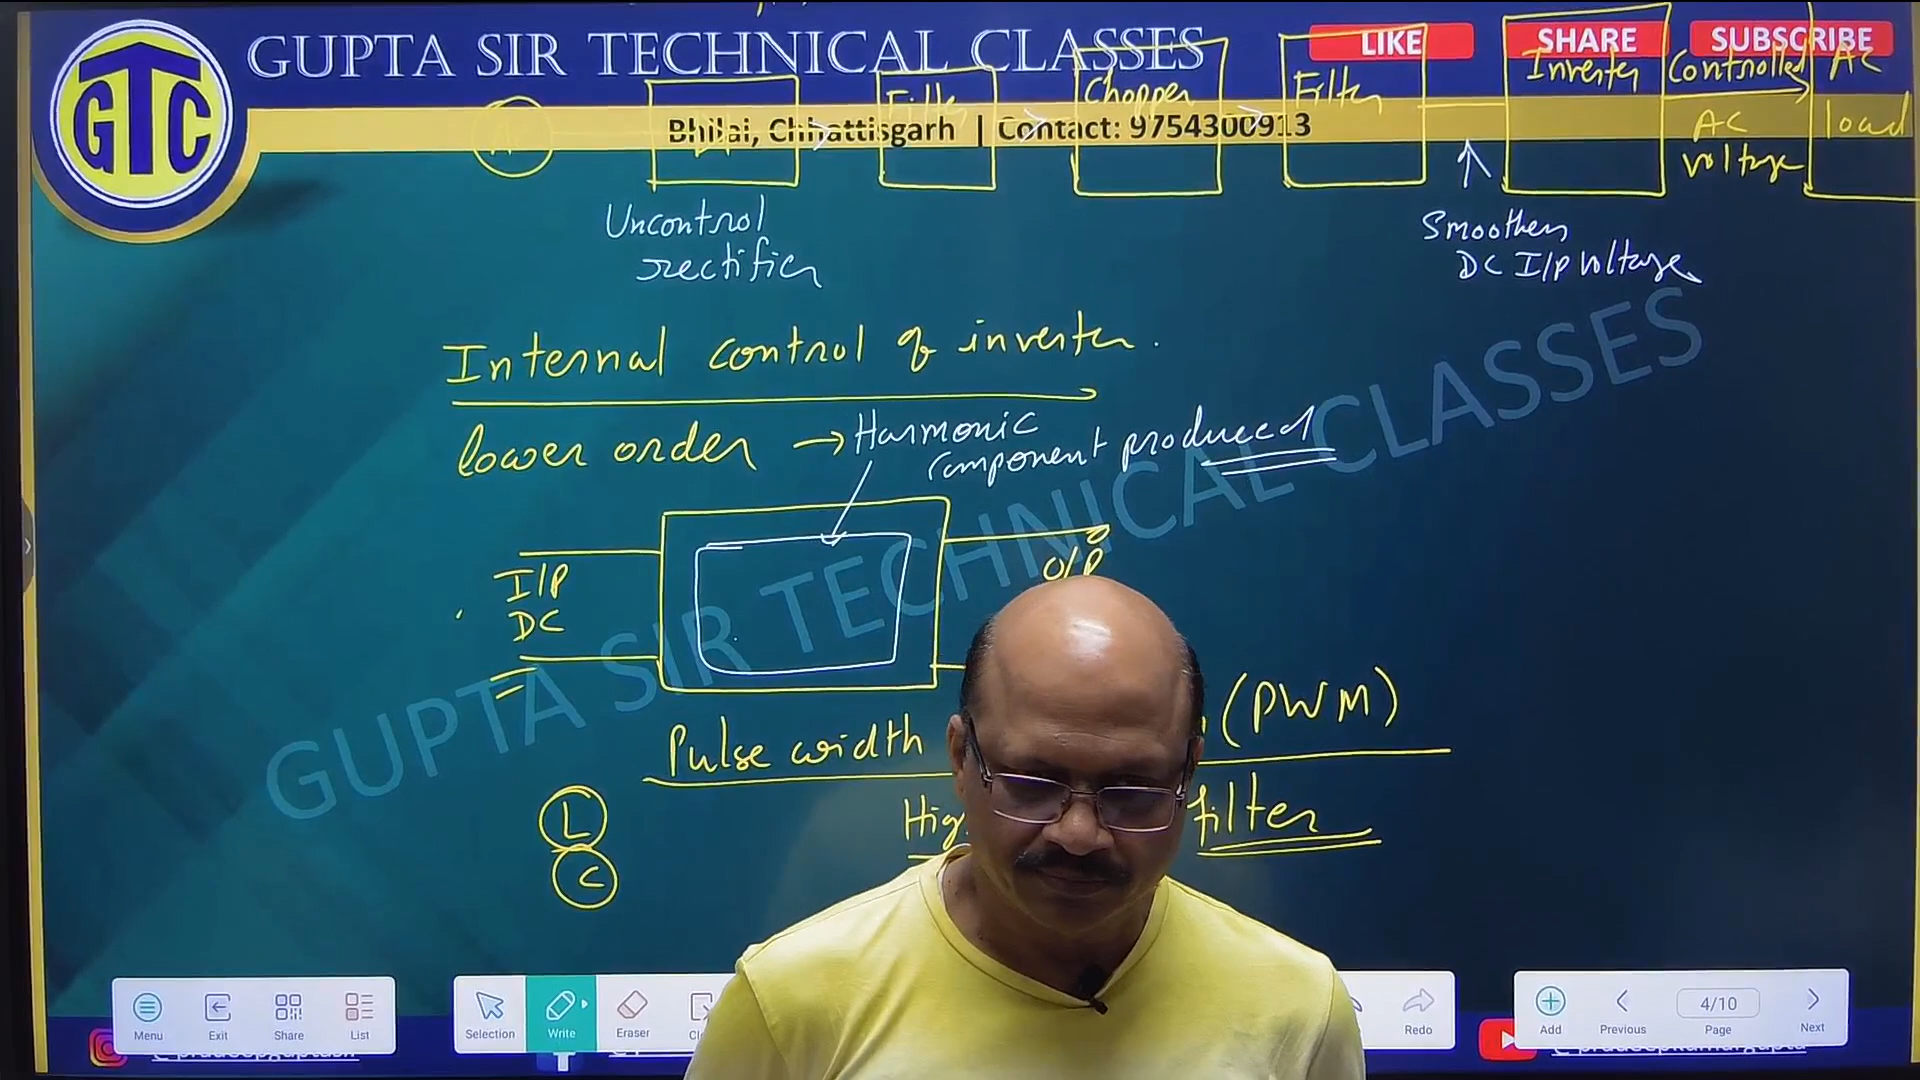 GUPTA SIR TECHNICAL CLASSES
LIKE
SHARE
SUBSCRIBE
GTC
Bhilai, Chhattisgarh | Contact: 9754300913
Chopper
Filter
Inverter
Controlled
AC
voltage
AC
load
Uncontrol
rectifier
Smoothen
DC I/P voltage
Internal control of inverter.
lower order → Harmonic
component produced
I/P
DC
O/P
Pulse width
(PWM)
L
C
filter
GUPTA SIR TECHNICAL CLASSES
Menu
Exit
Share
List
Selection
Write
Eraser
Redo
Add
Previous
4/10
Page
Next